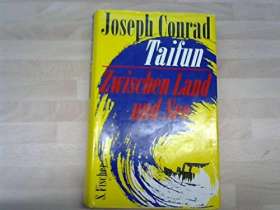 Joseph Conrad
Taifun
Zwischen Land
und See
S. Fischer